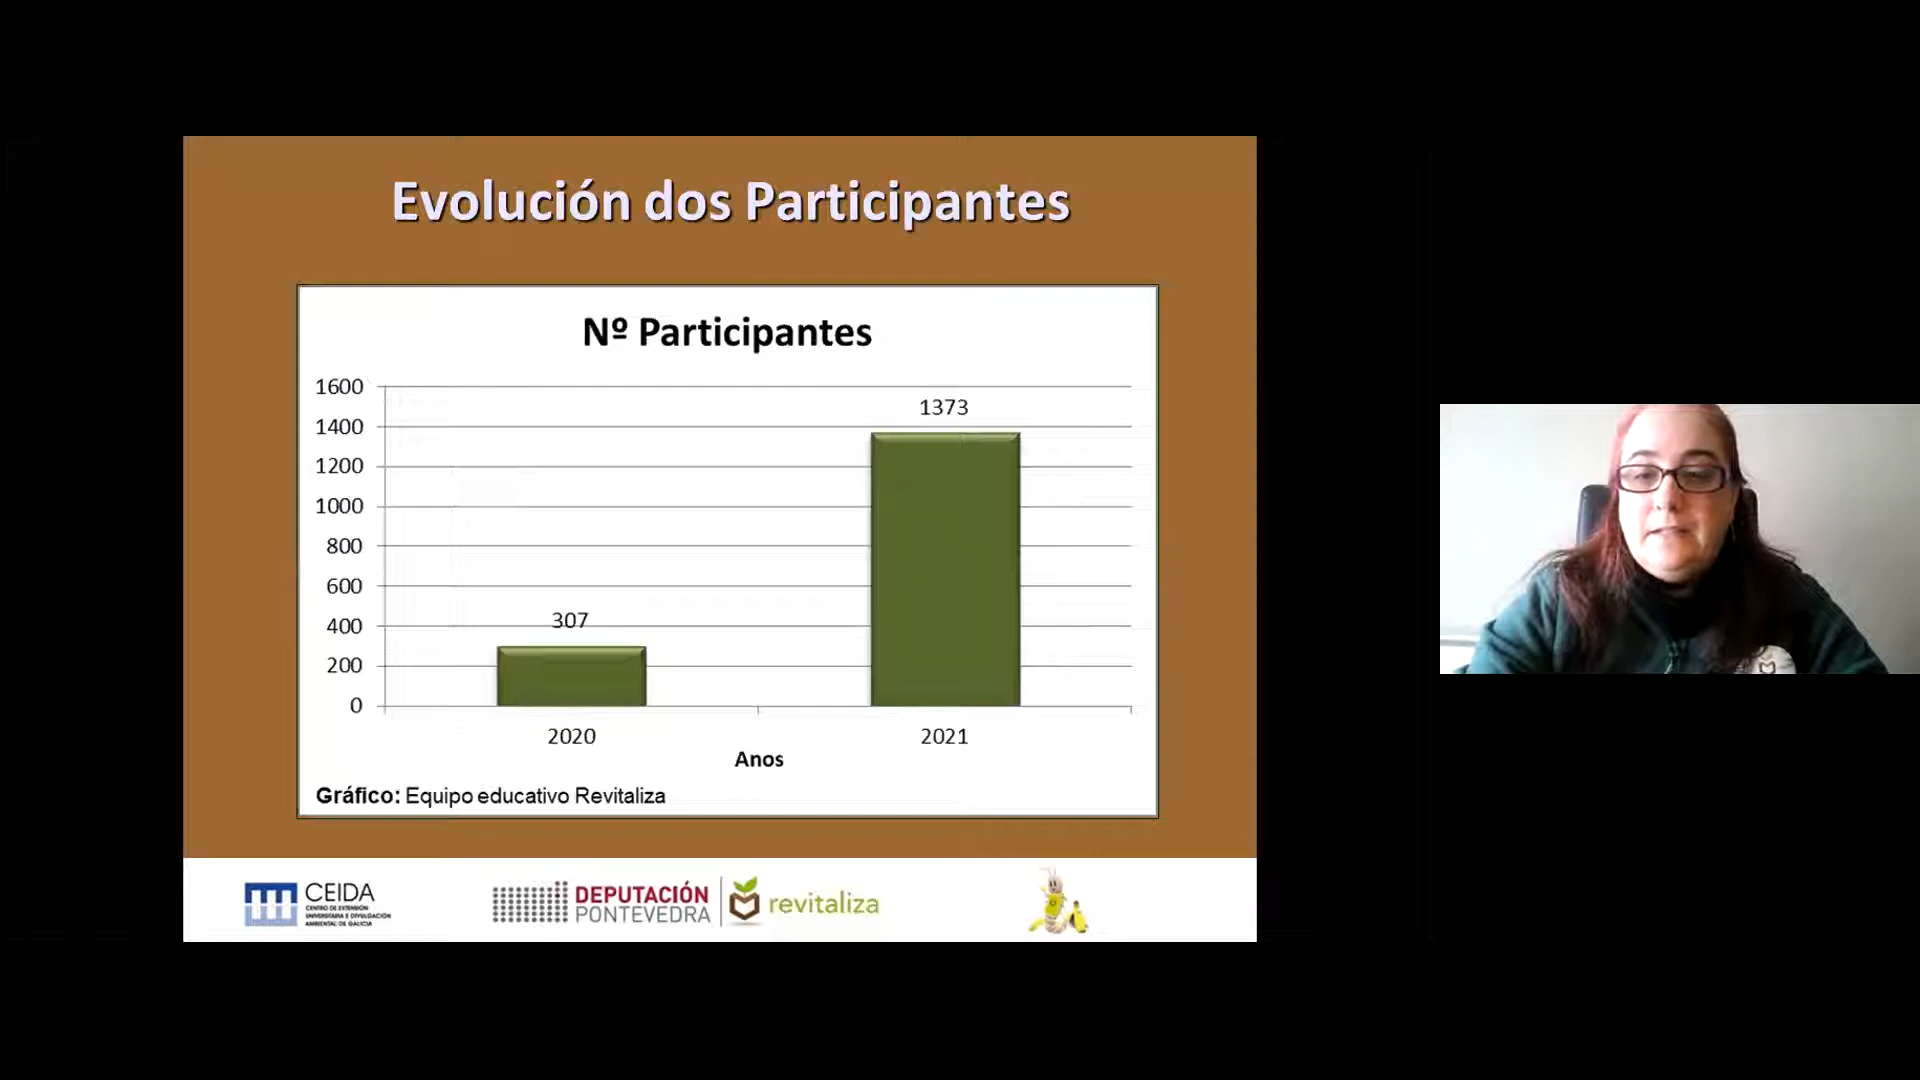 Evolución dos Participantes
Nº Participantes
1600
1400
1200
1000
800
600
400
200
0
307
1373
2020
2021
Anos
Gráfico: Equipo educativo Revitaliza
CEIDA
CENTRO DE EXTENSIÓN
UNIVERSITARIA E DIVULGACIÓN
AMBIENTAL DE GALICIA
DEPUTACIÓN
PONTEVEDRA
revitaliza